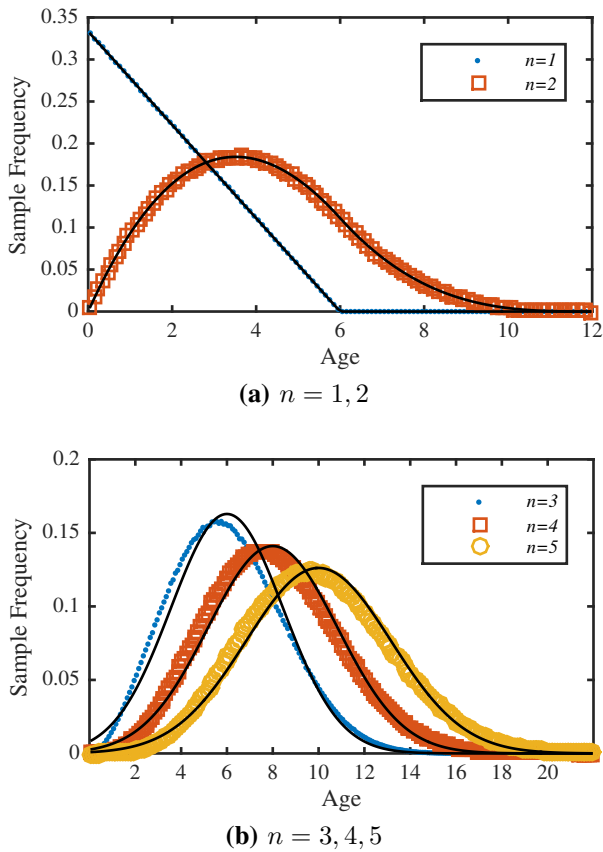 0.35
0.3
0.25
0.2
0.15
0.1
0.05
0
Sample Frequency
n=1
n=2
0 2 4 6 8 10 12
Age
(a) n = 1, 2
0.2
0.15
0.1
0.05
0
Sample Frequency
n=3
n=4
n=5
2 4 6 8 10 12 14 16 18 20
Age
(b) n = 3, 4, 5